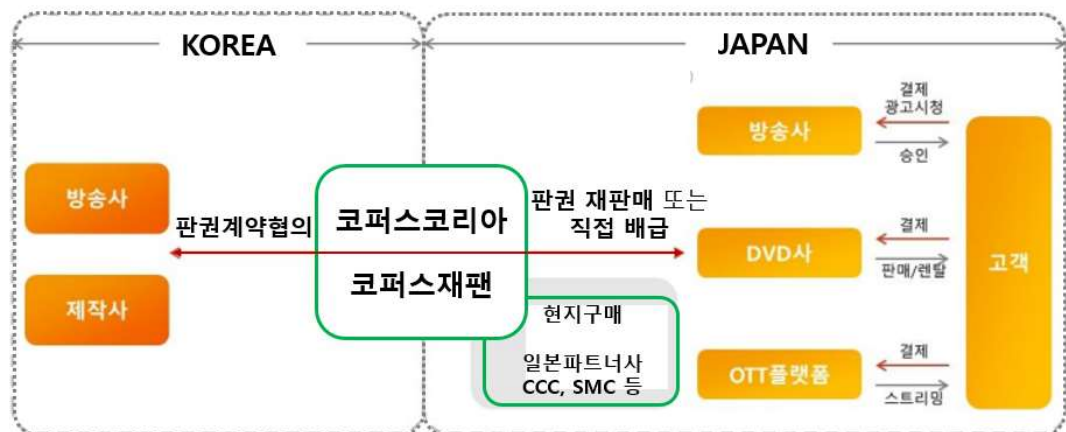 KOREA
JAPAN
방송사
제작사
판권계약협의
코퍼스코리아
코퍼스재팬
판권 재판매 또는
직접 배급
현지구매
일본파트너사
CCC, SMC 등
방송사
결제
광고시청
승인
DVD사
결제
판매/렌탈
OTT플랫폼
결제
스트리밍
고객